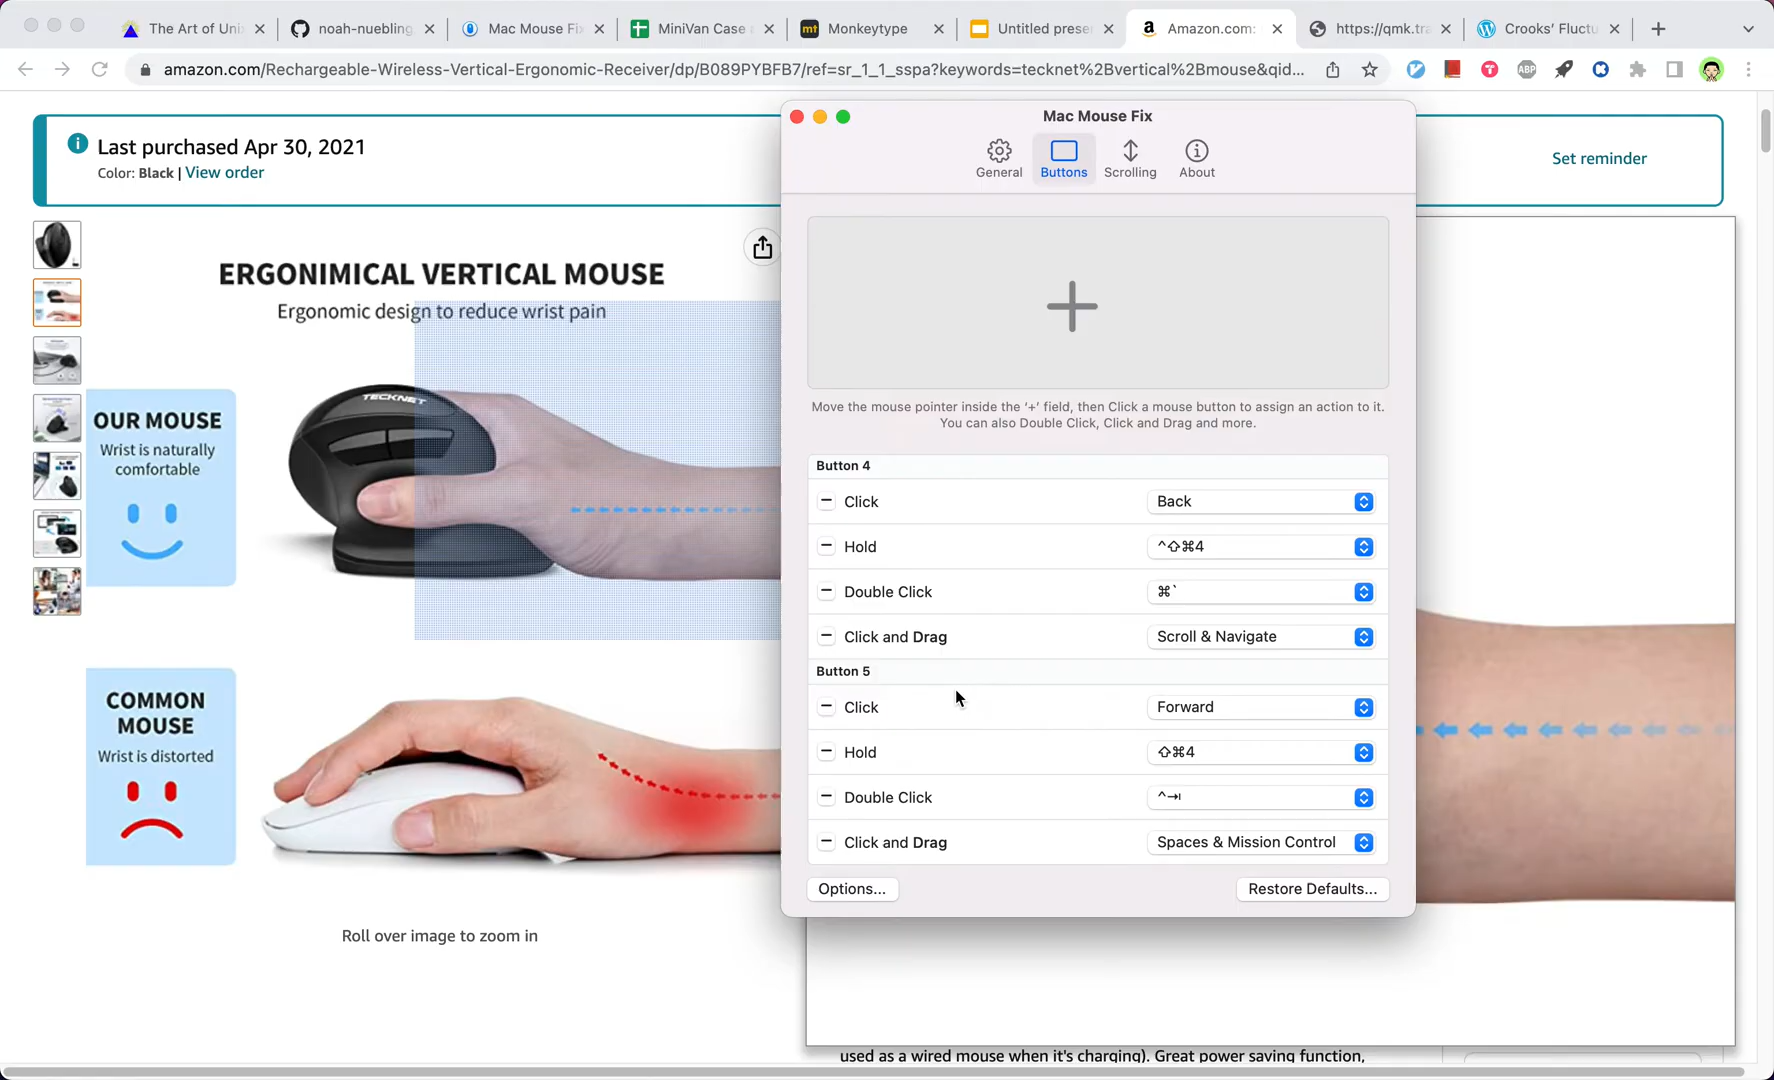 The Art of Uni
noah-nuebling
Mac Mouse Fi
MiniVan Case
Monkeytype
Untitled prese
Amazon.com:
https://qmk.tra
Crooks’ Fluctu
amazon.com/Rechargeable-Wireless-Vertical-Ergonomic-Receiver/dp/B089PYBFB7/ref=sr_1_1_sspa?keywords=tecknet%2Bvertical%2Bmouse&qid...
Last purchased Apr 30, 2021
Color: Black | View order
Set reminder
ERGONIMICAL VERTICAL MOUSE
Ergonomic design to reduce wrist pain
TECKNET
OUR MOUSE
Wrist is naturally
comfortable
COMMON
MOUSE
Wrist is distorted
Roll over image to zoom in
Mac Mouse Fix
General
Buttons
Scrolling
About
Move the mouse pointer inside the ‘+’ field, then Click a mouse button to assign an action to it.
You can also Double Click, Click and Drag and more.
Button 4
Click Back
Hold ^⇧⌘4
Double Click ⌘`
Click and Drag Scroll & Navigate
Button 5
Click Forward
Hold ⇧⌘4
Double Click ^⇥
Click and Drag Spaces & Mission Control
Options...
Restore Defaults...
used as a wired mouse when it's charging). Great power saving function,